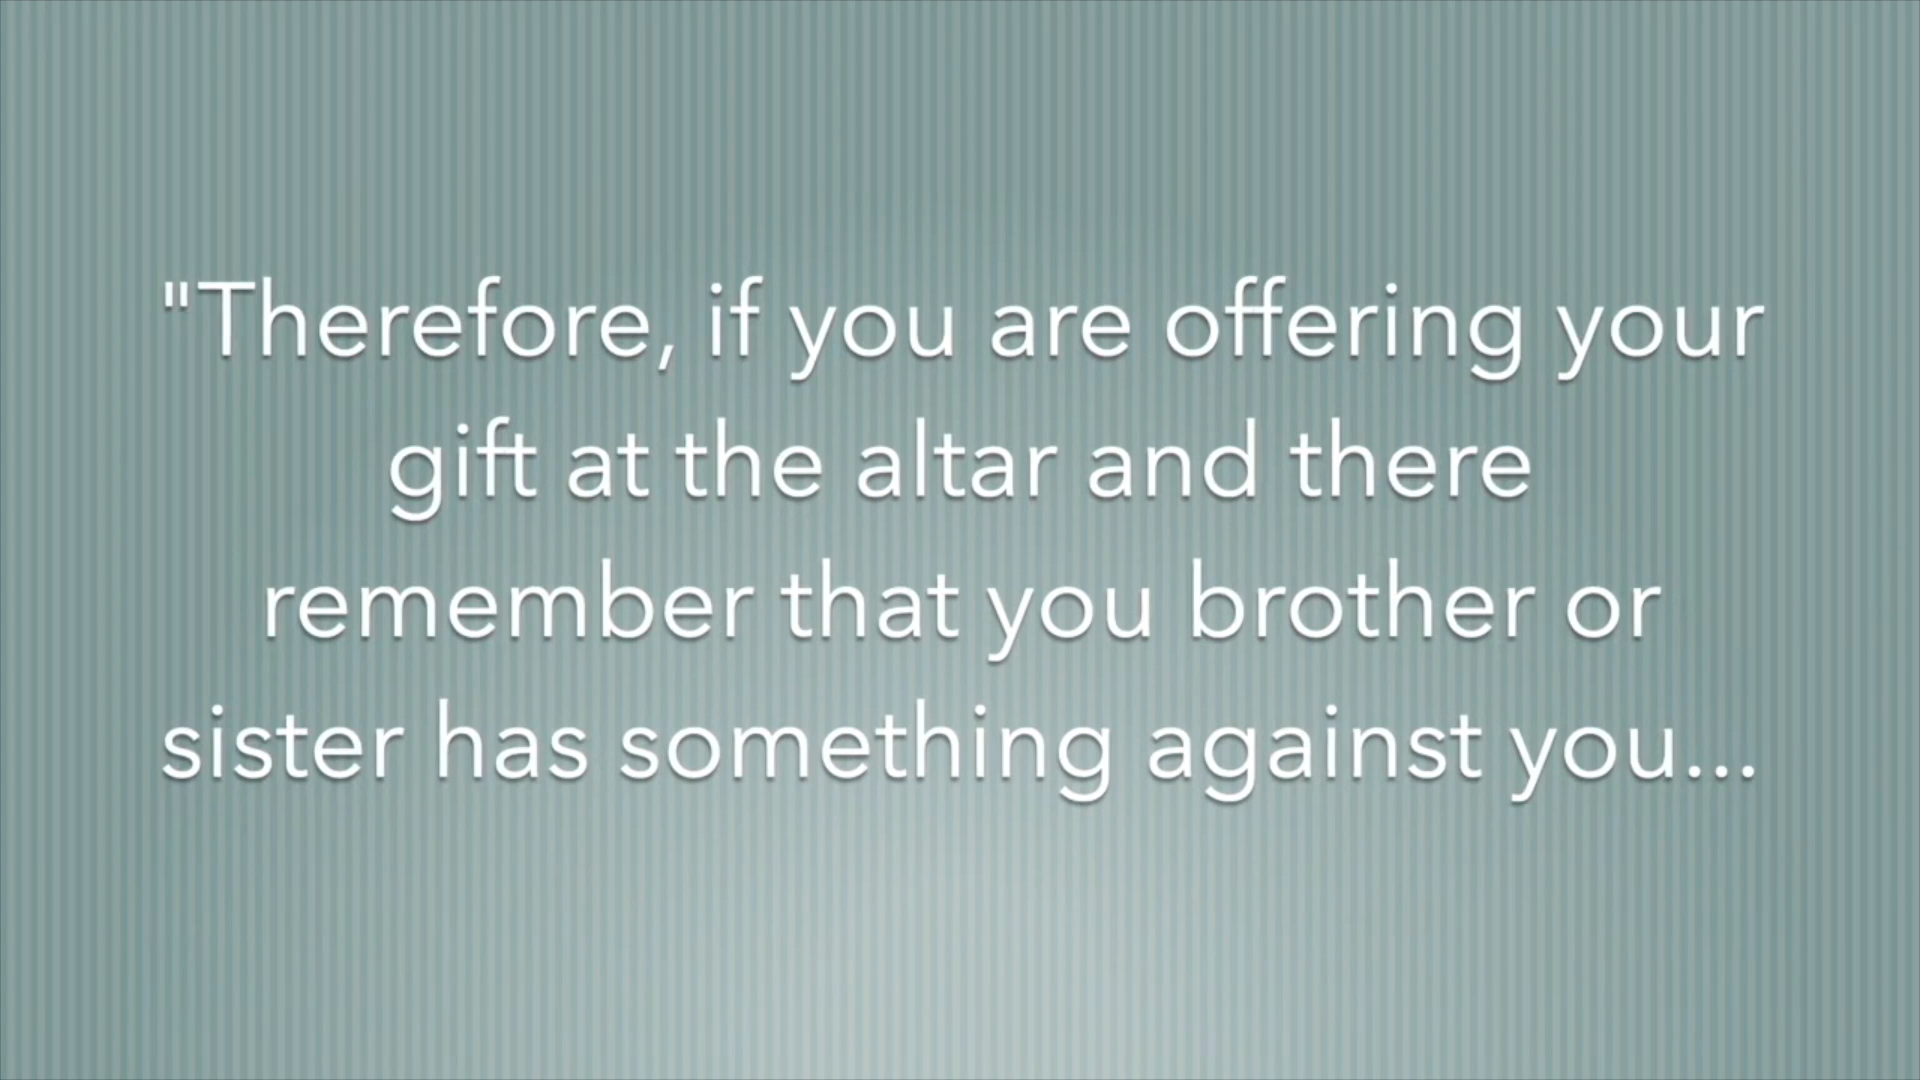 "Therefore, if you are offering your
gift at the altar and there
remember that you brother or
sister has something against you...